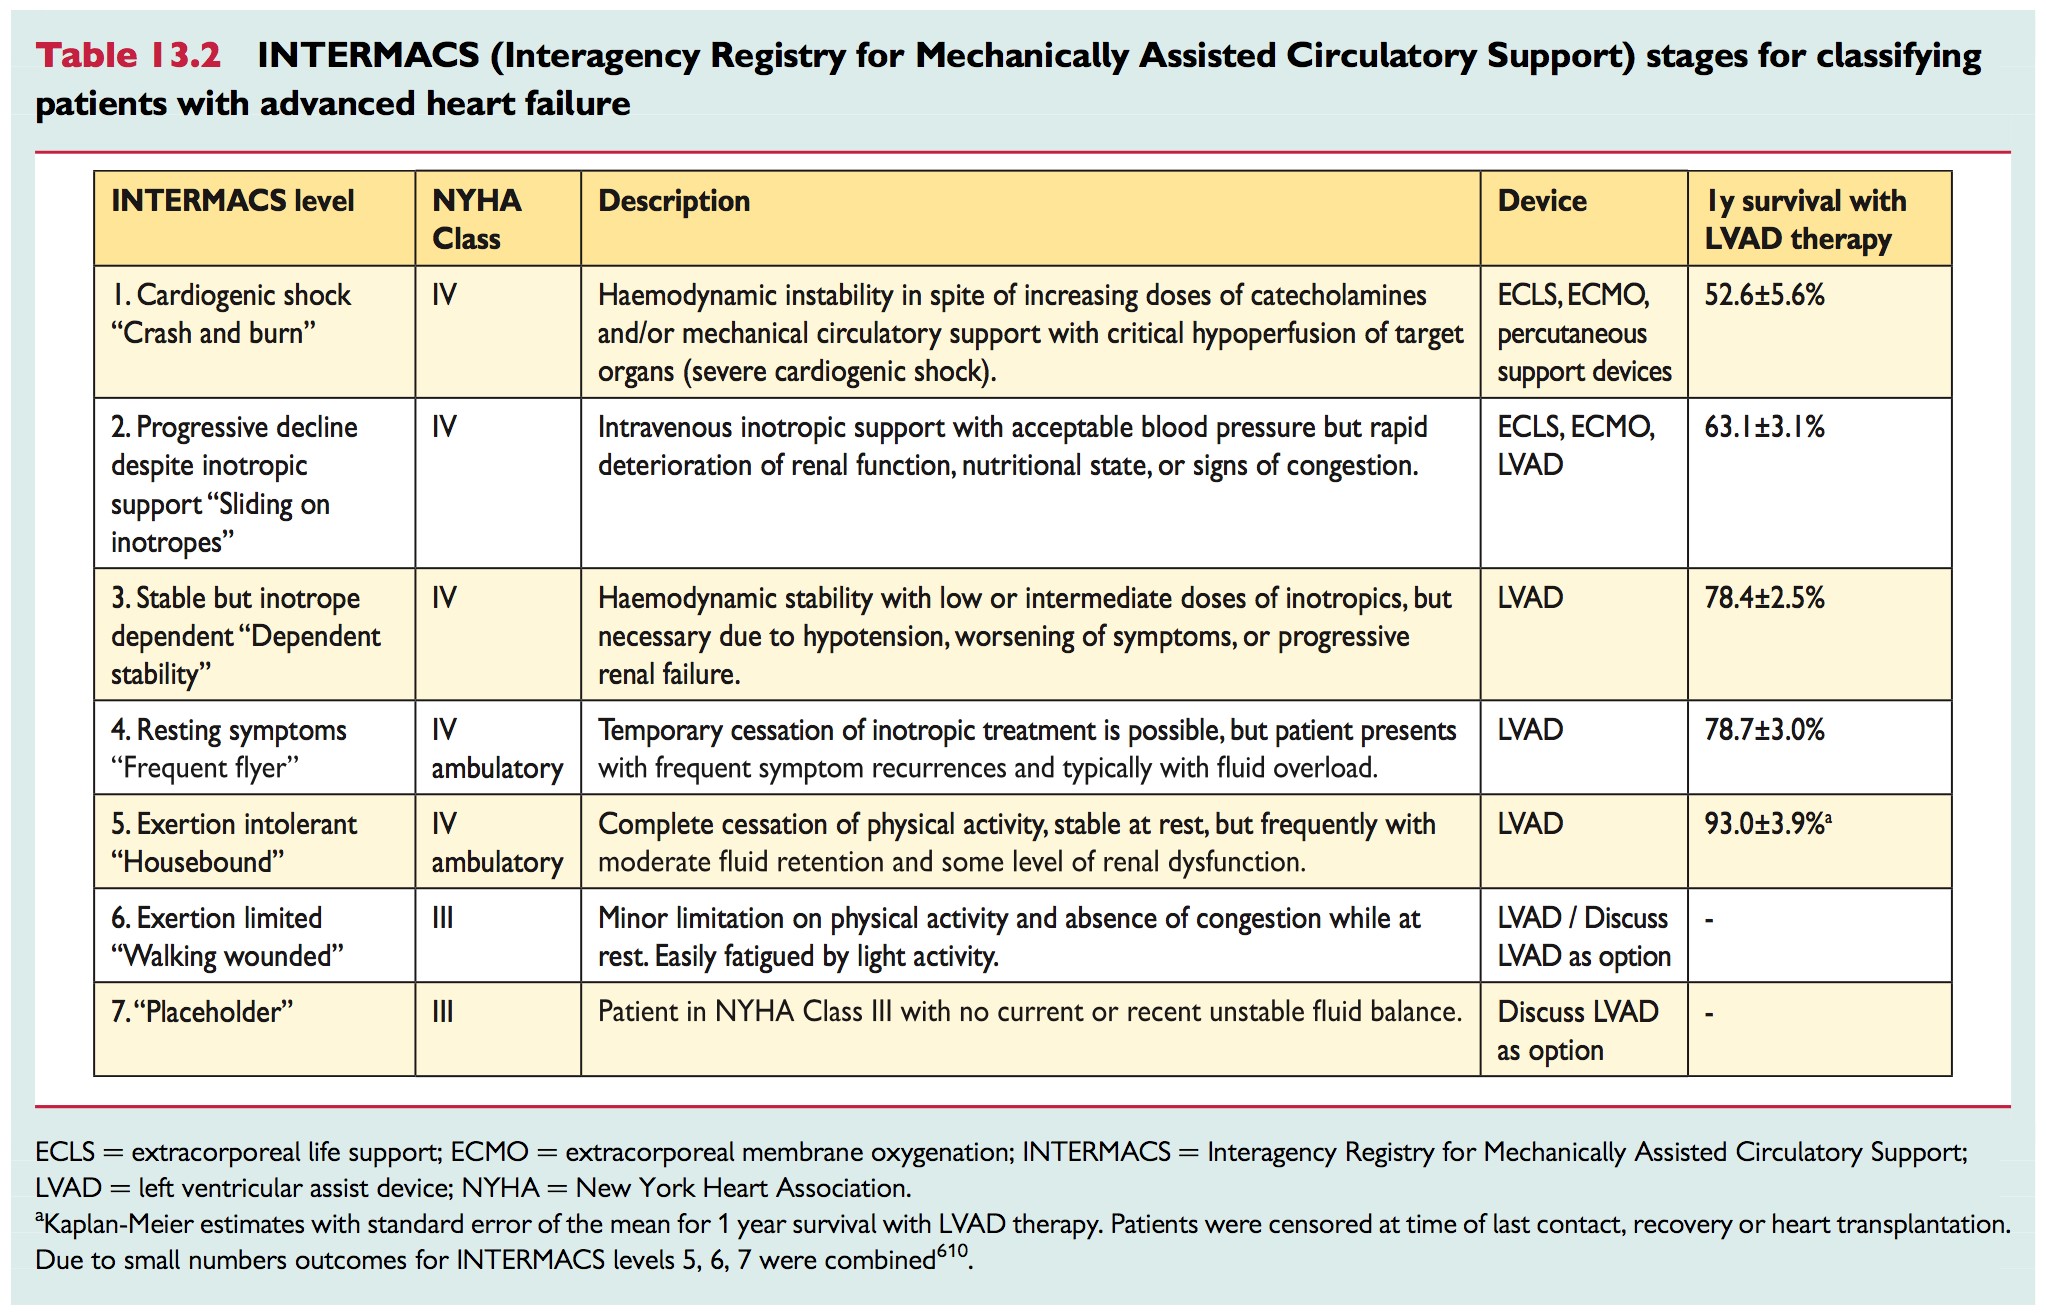 Table 13.2 INTERMACS (Interagency Registry for Mechanically Assisted Circulatory Support) stages for classifying
patients with advanced heart failure
INTERMACS level
NYHA
Class
Description
Device
1y survival with
LVAD therapy
1. Cardiogenic shock
“Crash and burn”
IV
Haemodynamic instability in spite of increasing doses of catecholamines
and/or mechanical circulatory support with critical hypoperfusion of target
organs (severe cardiogenic shock).
ECLS, ECMO,
percutaneous
support devices
52.6±5.6%
2. Progressive decline
despite inotropic
support “Sliding on
inotropes”
IV
Intravenous inotropic support with acceptable blood pressure but rapid
deterioration of renal function, nutritional state, or signs of congestion.
ECLS, ECMO,
LVAD
63.1±3.1%
3. Stable but inotrope
dependent “Dependent
stability”
IV
Haemodynamic stability with low or intermediate doses of inotropics, but
necessary due to hypotension, worsening of symptoms, or progressive
renal failure.
LVAD
78.4±2.5%
4. Resting symptoms
“Frequent flyer”
IV
ambulatory
Temporary cessation of inotropic treatment is possible, but patient presents
with frequent symptom recurrences and typically with fluid overload.
LVAD
78.7±3.0%
5. Exertion intolerant
“Housebound”
IV
ambulatory
Complete cessation of physical activity, stable at rest, but frequently with
moderate fluid retention and some level of renal dysfunction.
LVAD
93.0±3.9%ᵃ
6. Exertion limited
“Walking wounded”
III
Minor limitation on physical activity and absence of congestion while at
rest. Easily fatigued by light activity.
LVAD / Discuss
LVAD as option
-
7. “Placeholder”
III
Patient in NYHA Class III with no current or recent unstable fluid balance.
Discuss LVAD
as option
-
ECLS = extracorporeal life support; ECMO = extracorporeal membrane oxygenation; INTERMACS = Interagency Registry for Mechanically Assisted Circulatory Support;
LVAD = left ventricular assist device; NYHA = New York Heart Association.
ᵃKaplan-Meier estimates with standard error of the mean for 1 year survival with LVAD therapy. Patients were censored at time of last contact, recovery or heart transplantation.
Due to small numbers outcomes for INTERMACS levels 5, 6, 7 were combined⁶¹⁰.